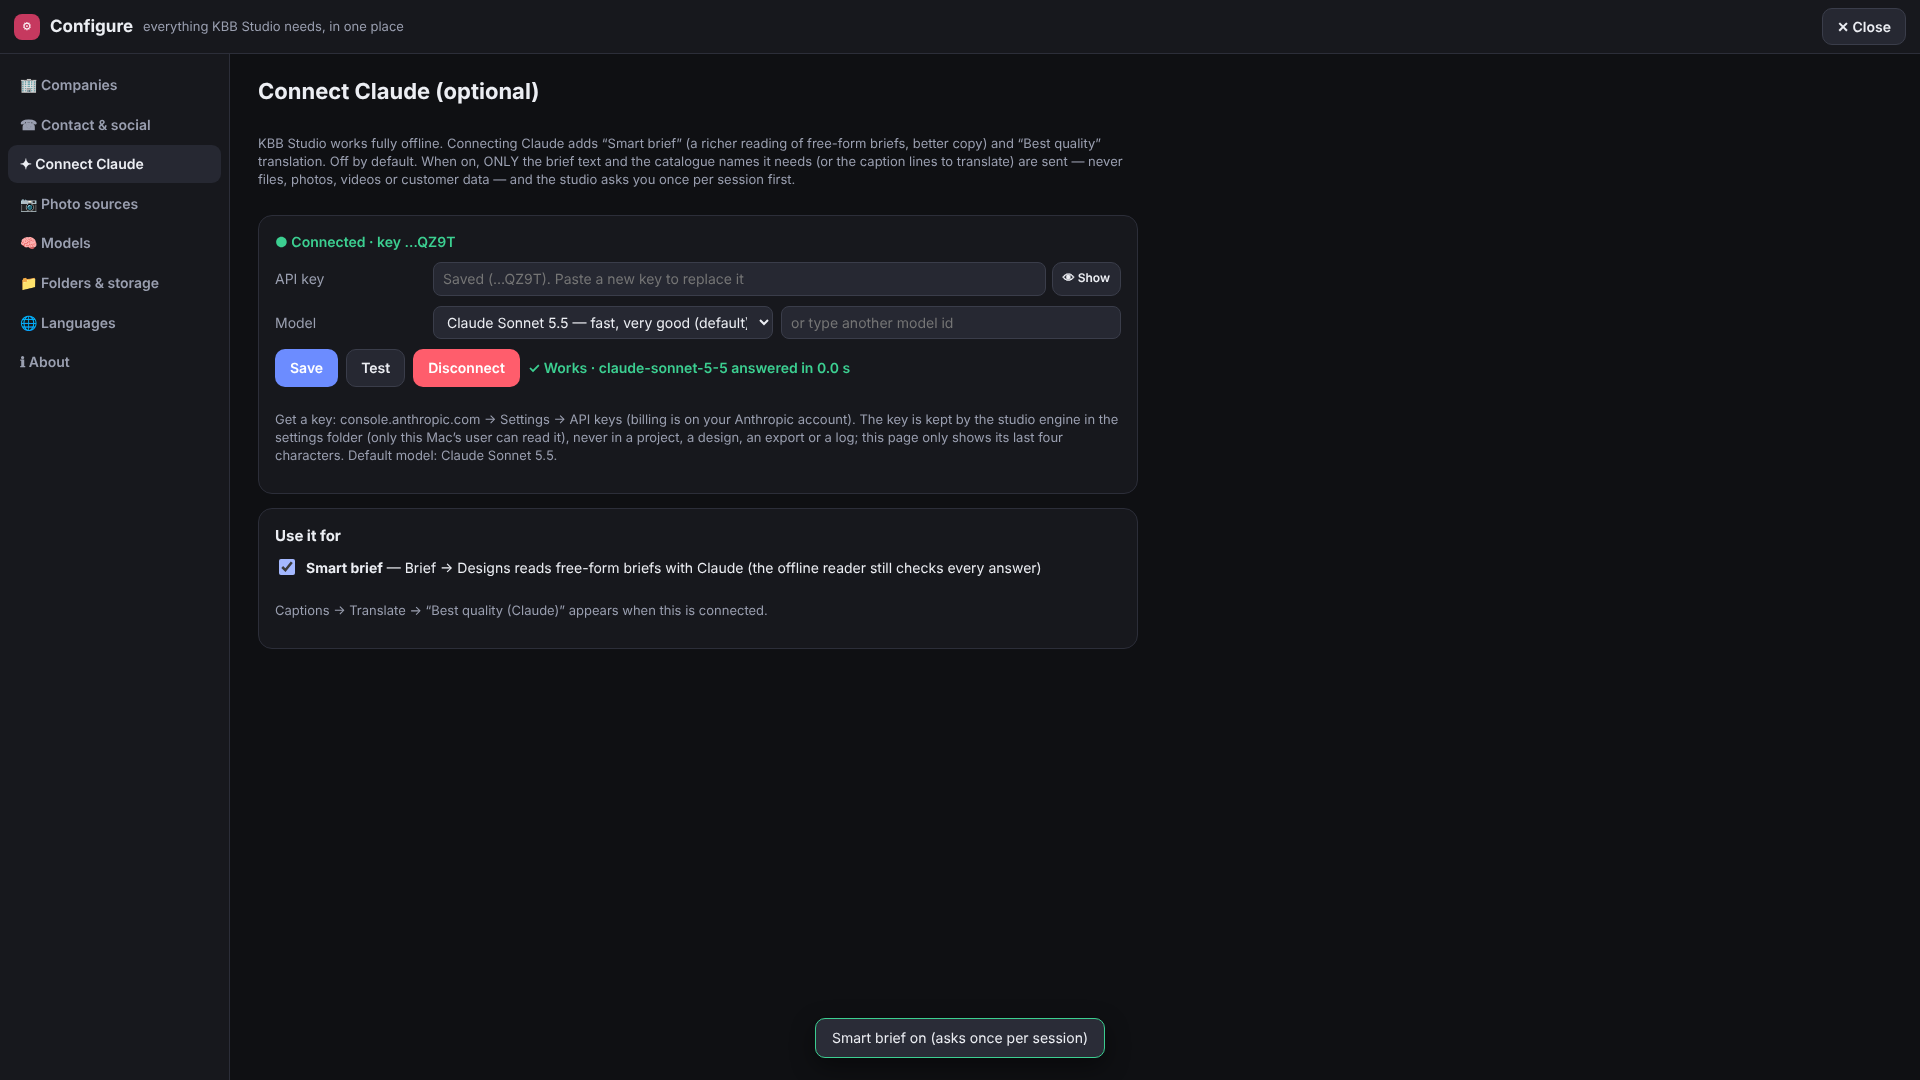 ⚙ Configure everything KBB Studio needs, in one place
✕ Close
🏢 Companies
☎ Contact & social
✦ Connect Claude
📷 Photo sources
🧠 Models
📁 Folders & storage
🌐 Languages
ℹ About
Connect Claude (optional)
KBB Studio works fully offline. Connecting Claude adds “Smart brief” (a richer reading of free-form briefs, better copy) and “Best quality”
translation. Off by default. When on, ONLY the brief text and the catalogue names it needs (or the caption lines to translate) are sent — never
files, photos, videos or customer data — and the studio asks you once per session first.
● Connected · key …QZ9T
API key
Saved (…QZ9T). Paste a new key to replace it
👁 Show
Model
Claude Sonnet 5.5 — fast, very good (default)
or type another model id
Save
Test
Disconnect
✓ Works · claude-sonnet-5-5 answered in 0.0 s
Get a key: console.anthropic.com → Settings → API keys (billing is on your Anthropic account). The key is kept by the studio engine in the
settings folder (only this Mac’s user can read it), never in a project, a design, an export or a log; this page only shows its last four
characters. Default model: Claude Sonnet 5.5.
Use it for
Smart brief — Brief → Designs reads free-form briefs with Claude (the offline reader still checks every answer)
Captions → Translate → “Best quality (Claude)” appears when this is connected.
Smart brief on (asks once per session)